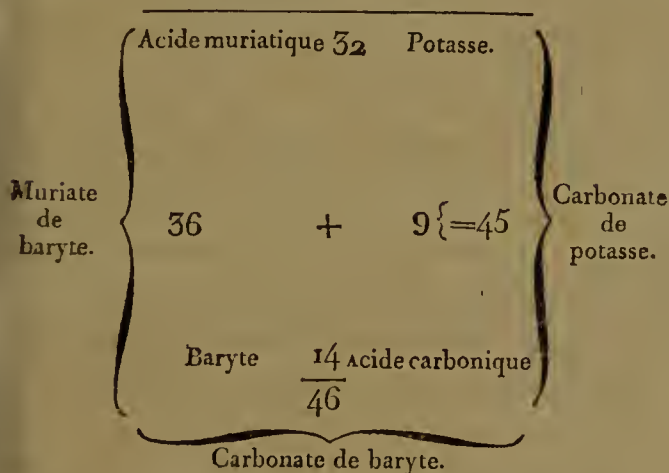 Acide muriatique 32 Potasse.
Muriate
de
baryte.
36 + 9{=45
Carbonate
de
potasse.
Baryte 14 Acide carbonique
46
Carbonate de baryte.